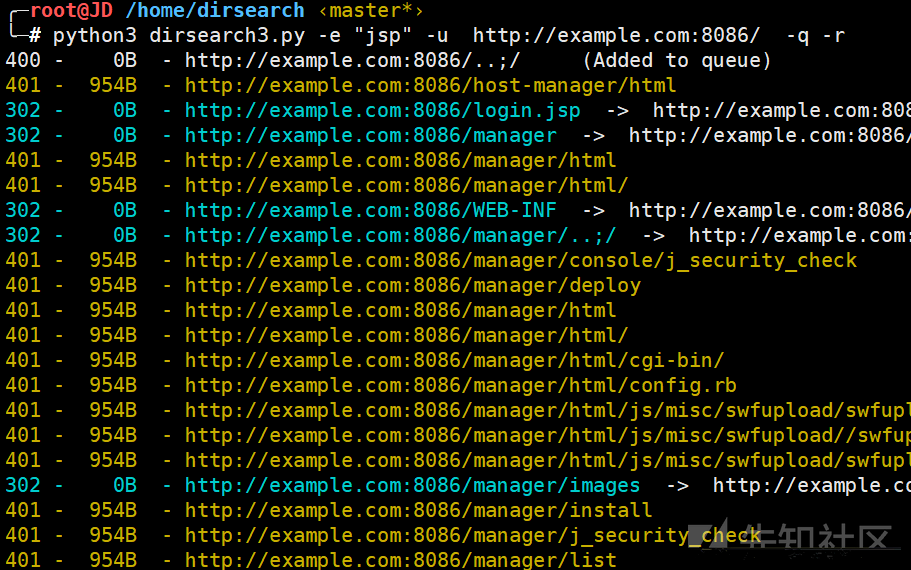 ╭─root@JD /home/dirsearch ‹master*›
╰─# python3 dirsearch3.py -e "jsp" -u  http://example.com:8086/  -q -r
400 -    0B  - http://example.com:8086/..;/     (Added to queue)
401 -  954B  - http://example.com:8086/host-manager/html
302 -    0B  - http://example.com:8086/login.jsp  ->  http://example.com:808
302 -    0B  - http://example.com:8086/manager  ->  http://example.com:8086/
401 -  954B  - http://example.com:8086/manager/html
401 -  954B  - http://example.com:8086/manager/html/
302 -    0B  - http://example.com:8086/WEB-INF  ->  http://example.com:8086/
302 -    0B  - http://example.com:8086/manager/..;/  ->  http://example.com:
401 -  954B  - http://example.com:8086/manager/console/j_security_check
401 -  954B  - http://example.com:8086/manager/deploy
401 -  954B  - http://example.com:8086/manager/html
401 -  954B  - http://example.com:8086/manager/html/
401 -  954B  - http://example.com:8086/manager/html/cgi-bin/
401 -  954B  - http://example.com:8086/manager/html/config.rb
401 -  954B  - http://example.com:8086/manager/html/js/misc/swfupload/swfupl
401 -  954B  - http://example.com:8086/manager/html/js/misc/swfupload//swfup
401 -  954B  - http://example.com:8086/manager/html/js/misc/swfupload/swfupl
302 -    0B  - http://example.com:8086/manager/images  ->  http://example.co
401 -  954B  - http://example.com:8086/manager/install
401 -  954B  - http://example.com:8086/manager/j_security_check
401 -  954B  - http://example.com:8086/manager/list
先知社区